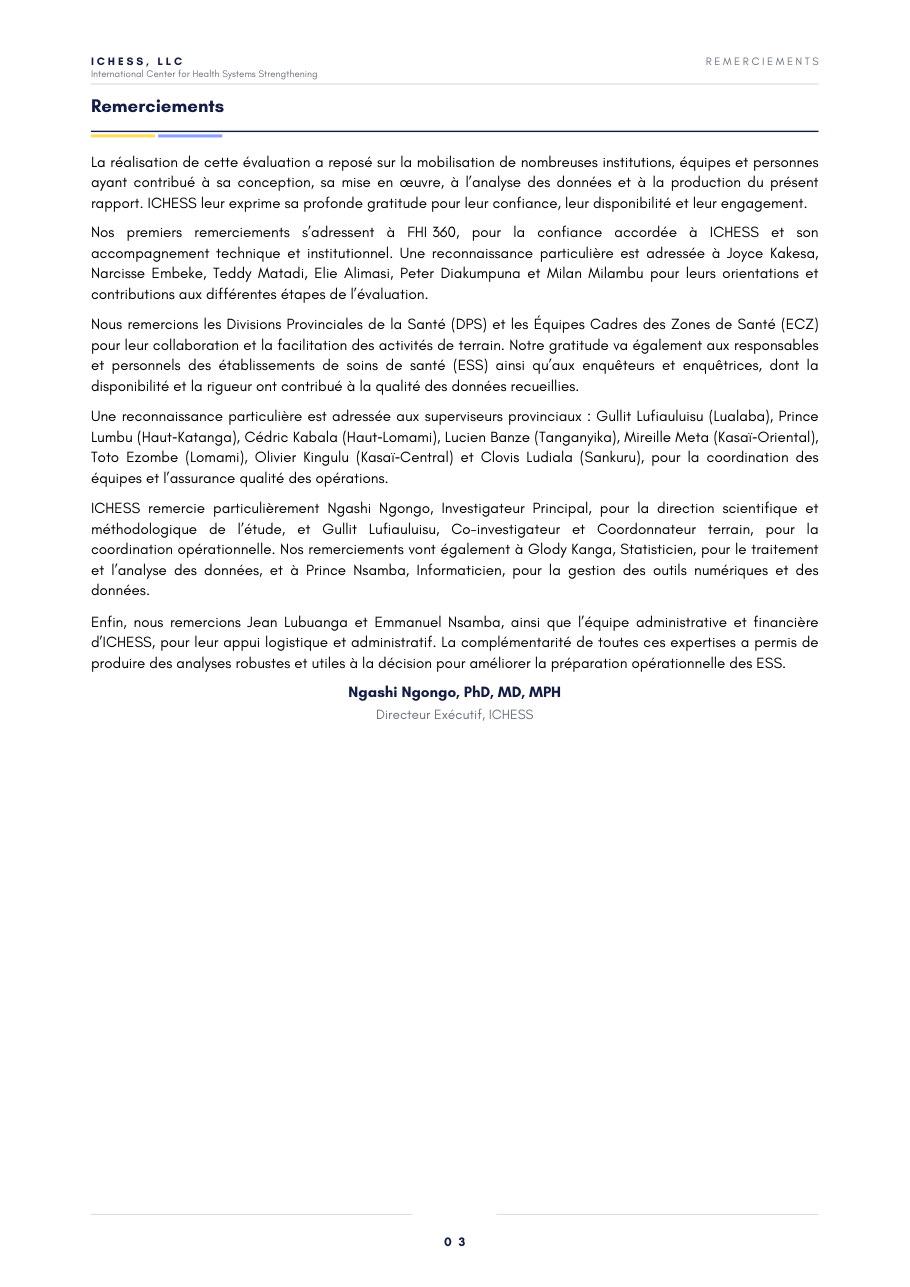 ICHESS, LLC
International Center for Health Systems Strengthening
REMERCIEMENTS
Remerciements
La réalisation de cette évaluation a reposé sur la mobilisation de nombreuses institutions, équipes et personnes
ayant contribué à sa conception, sa mise en œuvre, à l’analyse des données et à la production du présent
rapport. ICHESS leur exprime sa profonde gratitude pour leur confiance, leur disponibilité et leur engagement.
Nos premiers remerciements s’adressent à FHI 360, pour la confiance accordée à ICHESS et son
accompagnement technique et institutionnel. Une reconnaissance particulière est adressée à Joyce Kakesa,
Narcisse Embeke, Teddy Matadi, Elie Alimasi, Peter Diakumpuna et Milan Milambu pour leurs orientations et
contributions aux différentes étapes de l’évaluation.
Nous remercions les Divisions Provinciales de la Santé (DPS) et les Équipes Cadres des Zones de Santé (ECZ)
pour leur collaboration et la facilitation des activités de terrain. Notre gratitude va également aux responsables
et personnels des établissements de soins de santé (ESS) ainsi qu’aux enquêteurs et enquêtrices, dont la
disponibilité et la rigueur ont contribué à la qualité des données recueillies.
Une reconnaissance particulière est adressée aux superviseurs provinciaux : Gullit Lufiauluisu (Lualaba), Prince
Lumbu (Haut-Katanga), Cédric Kabala (Haut-Lomami), Lucien Banze (Tanganyika), Mireille Meta (Kasaï-Oriental),
Toto Ezombe (Lomami), Olivier Kingulu (Kasaï-Central) et Clovis Ludiala (Sankuru), pour la coordination des
équipes et l’assurance qualité des opérations.
ICHESS remercie particulièrement Ngashi Ngongo, Investigateur Principal, pour la direction scientifique et
méthodologique de l’étude, et Gullit Lufiauluisu, Co-investigateur et Coordonnateur terrain, pour la
coordination opérationnelle. Nos remerciements vont également à Glody Kanga, Statisticien, pour le traitement
et l’analyse des données, et à Prince Nsamba, Informaticien, pour la gestion des outils numériques et des
données.
Enfin, nous remercions Jean Lubuanga et Emmanuel Nsamba, ainsi que l’équipe administrative et financière
d’ICHESS, pour leur appui logistique et administratif. La complémentarité de toutes ces expertises a permis de
produire des analyses robustes et utiles à la décision pour améliorer la préparation opérationnelle des ESS.
Ngashi Ngongo, PhD, MD, MPH
Directeur Exécutif, ICHESS
03